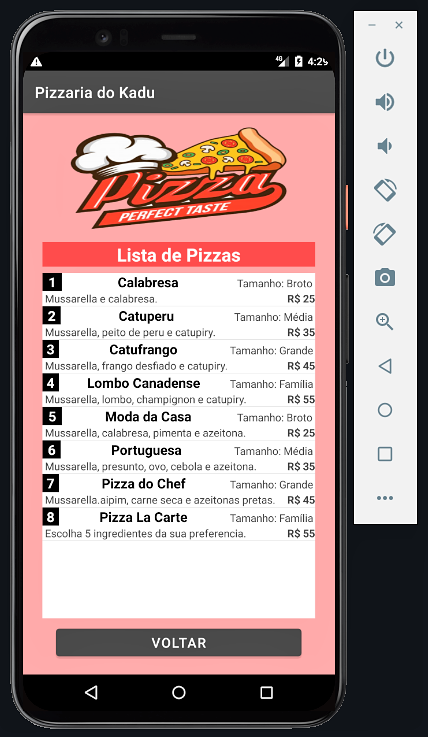 4G 4:25
Pizzaria do Kadu
Pizza
PERFECT TASTE
Lista de Pizzas
1 Calabresa Tamanho: Broto
Mussarella e calabresa. R$ 25
2 Catuperu Tamanho: Média
Mussarella, peito de peru e catupiry. R$ 35
3 Catufrango Tamanho: Grande
Mussarella, frango desfiado e catupiry. R$ 45
4 Lombo Canadense Tamanho: Família
Mussarella, lombo, champignon e catupiry. R$ 55
5 Moda da Casa Tamanho: Broto
Mussarella, calabresa, pimenta e azeitona. R$ 25
6 Portuguesa Tamanho: Média
Mussarella, presunto, ovo, cebola e azeitona. R$ 35
7 Pizza do Chef Tamanho: Grande
Mussarella.aipim, carne seca e azeitonas pretas. R$ 45
8 Pizza La Carte Tamanho: Família
Escolha 5 ingredientes da sua preferencia. R$ 55
VOLTAR